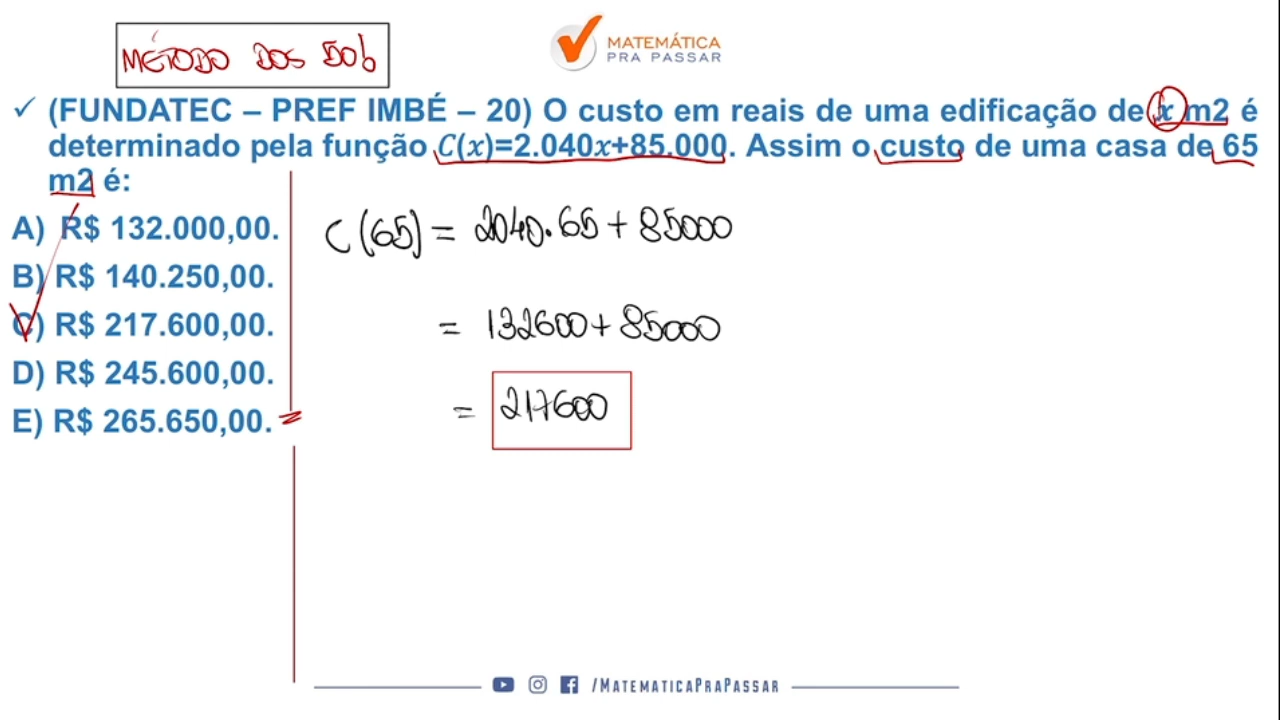 MÉTODO DOS 50!
MATEMÁTICA
PRA PASSAR
✓ (FUNDATEC – PREF IMBÉ – 20) O custo em reais de uma edificação de x m2 é
determinado pela função C(x)=2.040x+85.000. Assim o custo de uma casa de 65
m2 é:
A) R$ 132.000,00.
B) R$ 140.250,00.
C) R$ 217.600,00.
D) R$ 245.600,00.
E) R$ 265.650,00.
C(65) = 2040.65 + 85000
= 132600 + 85000
= 217600
/MATEMATICAPRAPASSAR